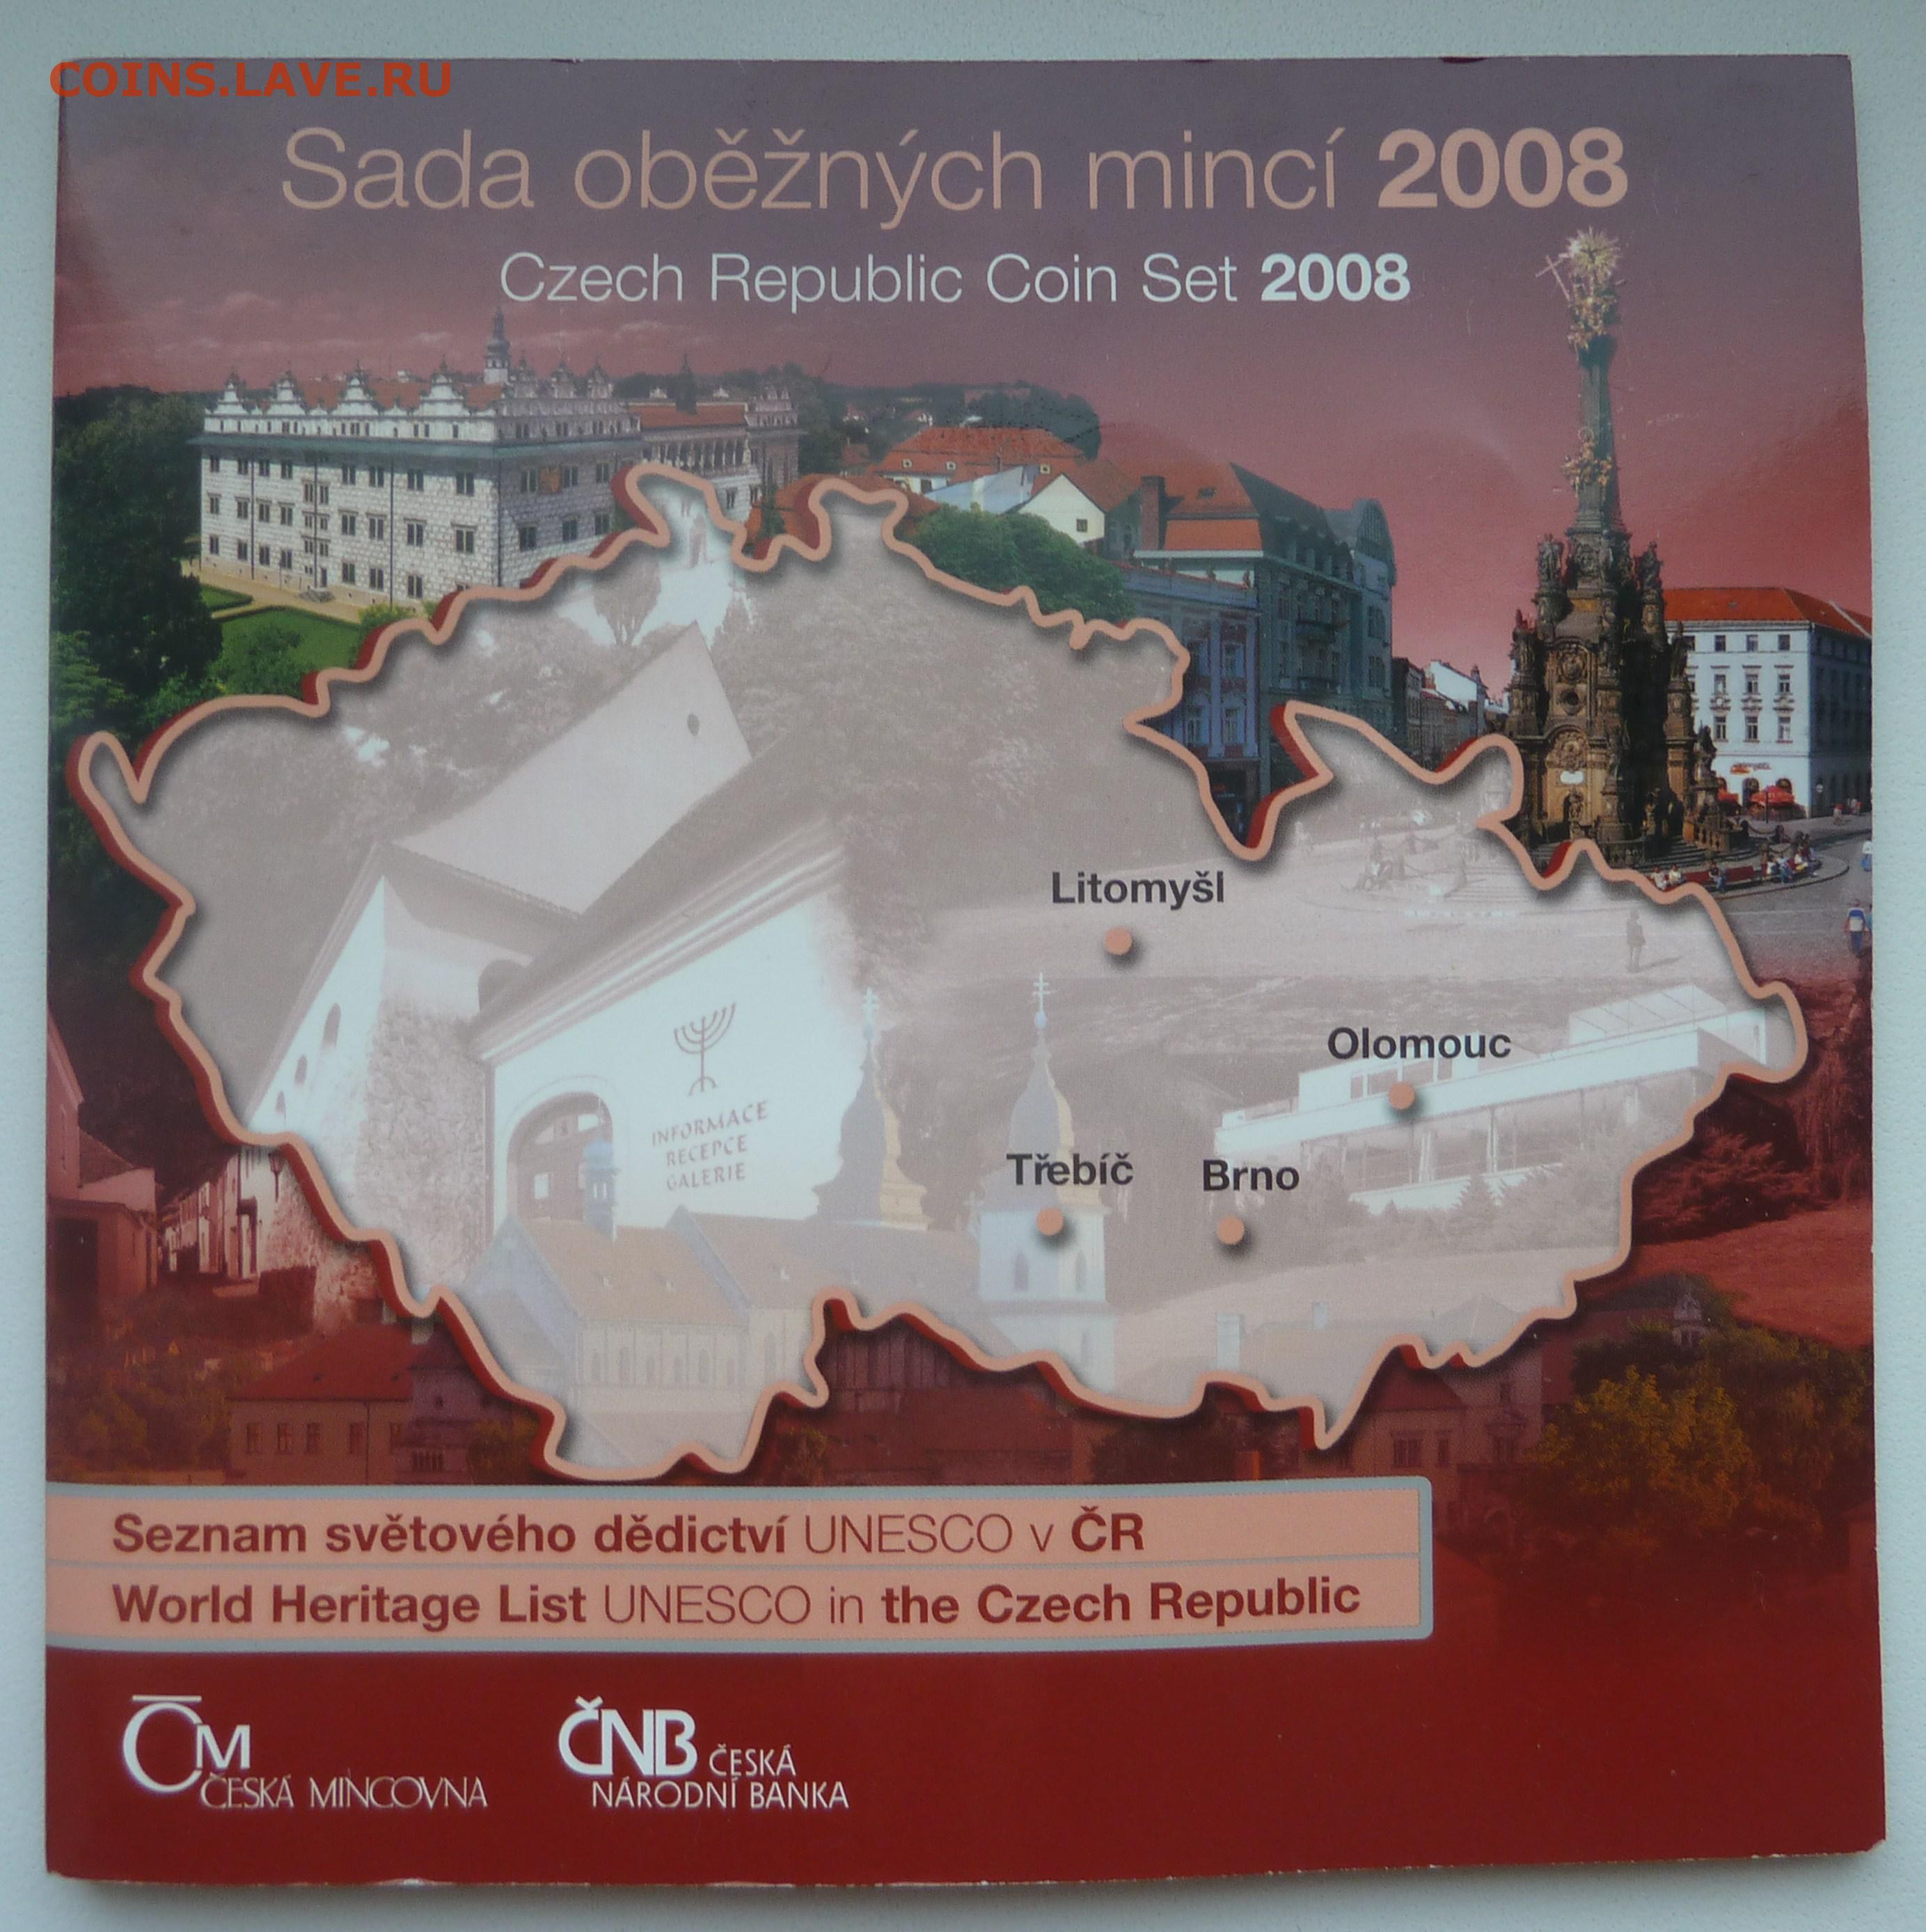 COINS.LAVE.RU
Sada oběžných mincí 2008
Czech Republic Coin Set 2008
Litomyšl
Olomouc
INFORMACE
RECEPCE
GALERIE
Třebíč
Brno
Seznam světového dědictví UNESCO v ČR
World Heritage List UNESCO in the Czech Republic
ČM
ČESKÁ MINCOVNA
ČNB ČESKÁ
NÁRODNÍ BANKA